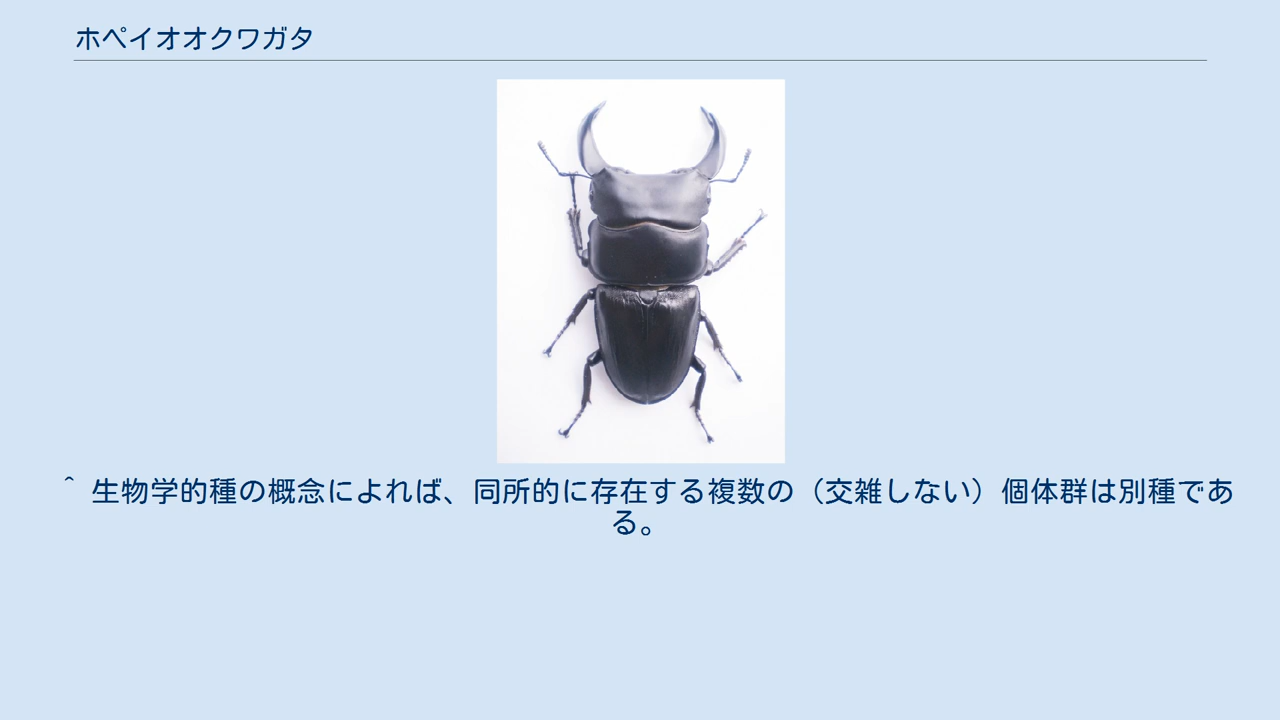 ホペイオオクワガタ
^ 生物学的種の概念によれば、同所的に存在する複数の（交雑しない）個体群は別種であ
る。